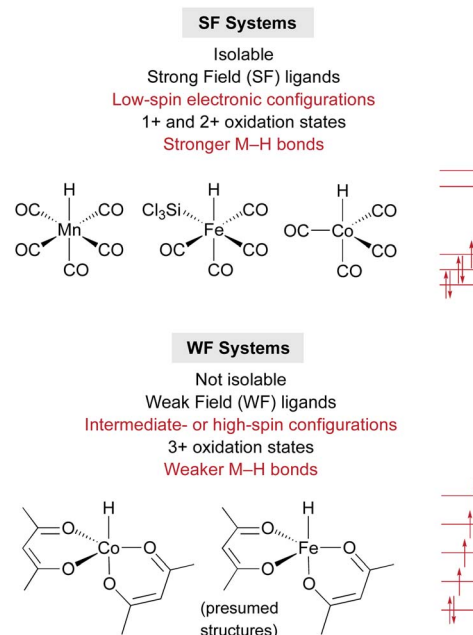 SF Systems
Isolable
Strong Field (SF) ligands
Low-spin electronic configurations
1+ and 2+ oxidation states
Stronger M–H bonds
H H H
OC CO Cl3Si CO CO
Mn Fe OC Co
OC CO OC CO CO
CO CO CO
WF Systems
Not isolable
Weak Field (WF) ligands
Intermediate- or high-spin configurations
3+ oxidation states
Weaker M–H bonds
H H
O O O O
Co Fe
O O O O
(presumed
structures)